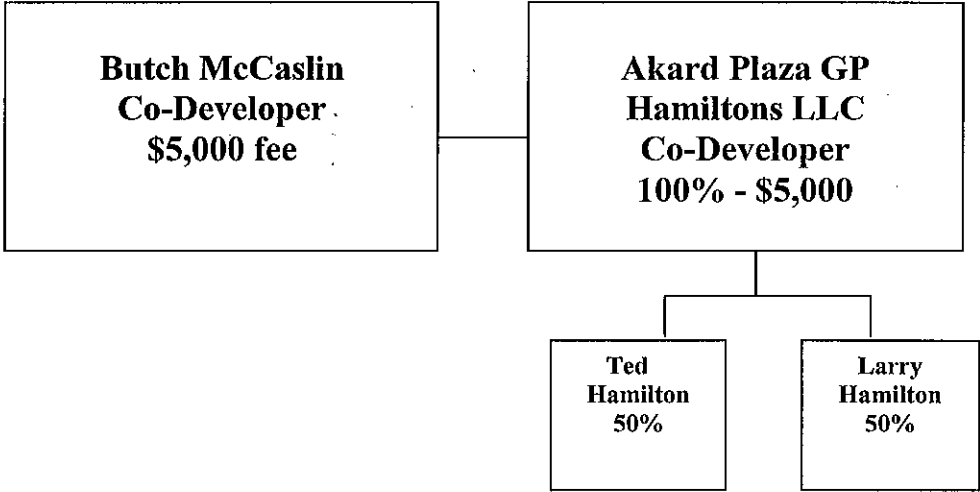 Butch McCaslin
Co-Developer
$5,000 fee
Akard Plaza GP
Hamiltons LLC
Co-Developer
100% - $5,000
Ted
Hamilton
50%
Larry
Hamilton
50%